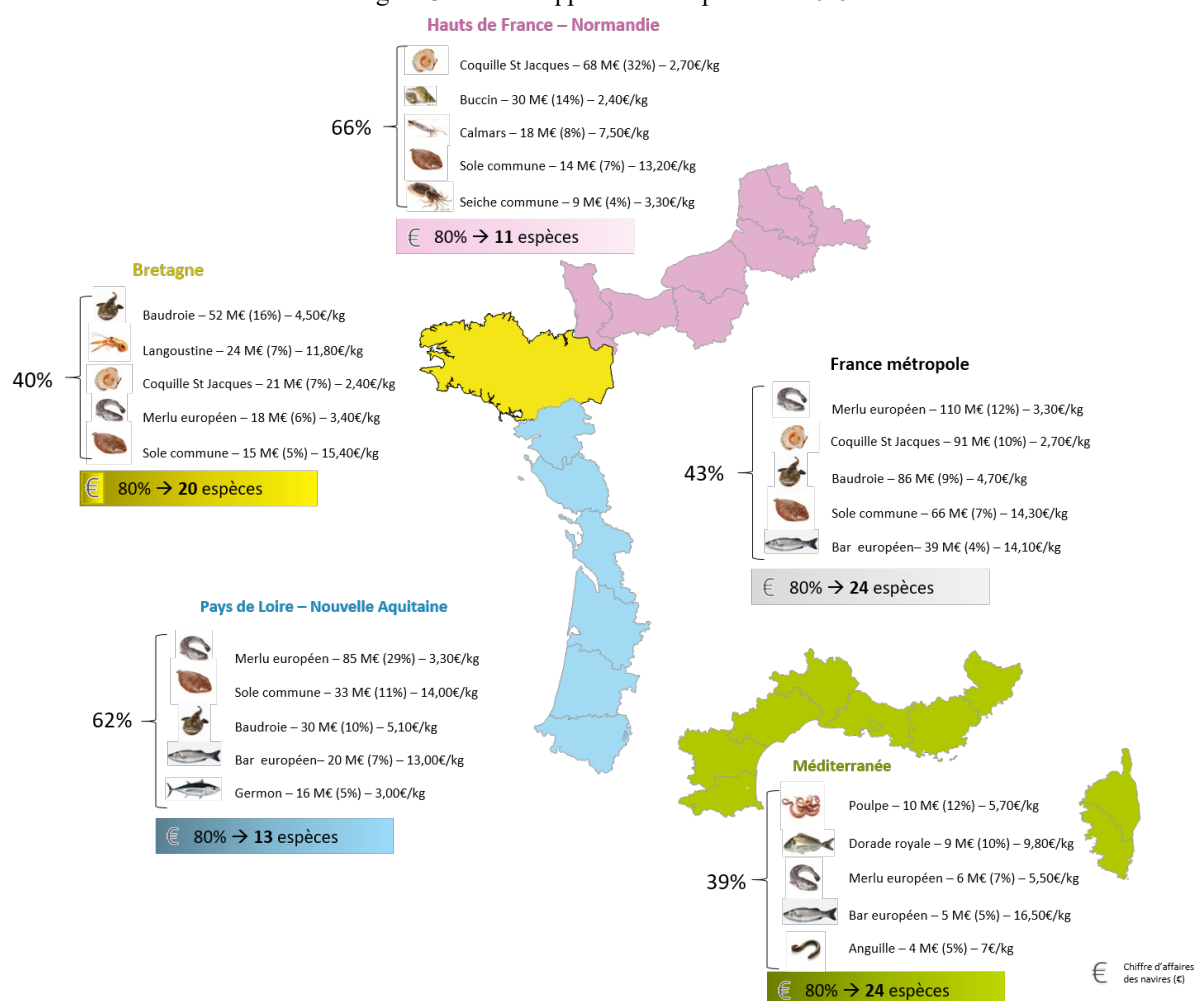 Hauts de France – Normandie
66%
Coquille St Jacques – 68 M€ (32%) – 2,70€/kg
Buccin – 30 M€ (14%) – 2,40€/kg
Calmars – 18 M€ (8%) – 7,50€/kg
Sole commune – 14 M€ (7%) – 13,20€/kg
Seiche commune – 9 M€ (4%) – 3,30€/kg
€ 80% → 11 espèces
Bretagne
40%
Baudroie – 52 M€ (16%) – 4,50€/kg
Langoustine – 24 M€ (7%) – 11,80€/kg
Coquille St Jacques – 21 M€ (7%) – 2,40€/kg
Merlu européen – 18 M€ (6%) – 3,40€/kg
Sole commune – 15 M€ (5%) – 15,40€/kg
€ 80% → 20 espèces
France métropole
43%
Merlu européen – 110 M€ (12%) – 3,30€/kg
Coquille St Jacques – 91 M€ (10%) – 2,70€/kg
Baudroie – 86 M€ (9%) – 4,70€/kg
Sole commune – 66 M€ (7%) – 14,30€/kg
Bar européen– 39 M€ (4%) – 14,10€/kg
€ 80% → 24 espèces
Pays de Loire – Nouvelle Aquitaine
62%
Merlu européen – 85 M€ (29%) – 3,30€/kg
Sole commune – 33 M€ (11%) – 14,00€/kg
Baudroie – 30 M€ (10%) – 5,10€/kg
Bar européen– 20 M€ (7%) – 13,00€/kg
Germon – 16 M€ (5%) – 3,00€/kg
€ 80% → 13 espèces
Méditerranée
39%
Poulpe – 10 M€ (12%) – 5,70€/kg
Dorade royale – 9 M€ (10%) – 9,80€/kg
Merlu européen – 6 M€ (7%) – 5,50€/kg
Bar européen – 5 M€ (5%) – 16,50€/kg
Anguille – 4 M€ (5%) – 7€/kg
€ 80% → 24 espèces
€ Chiffre d'affaires
des navires (€)